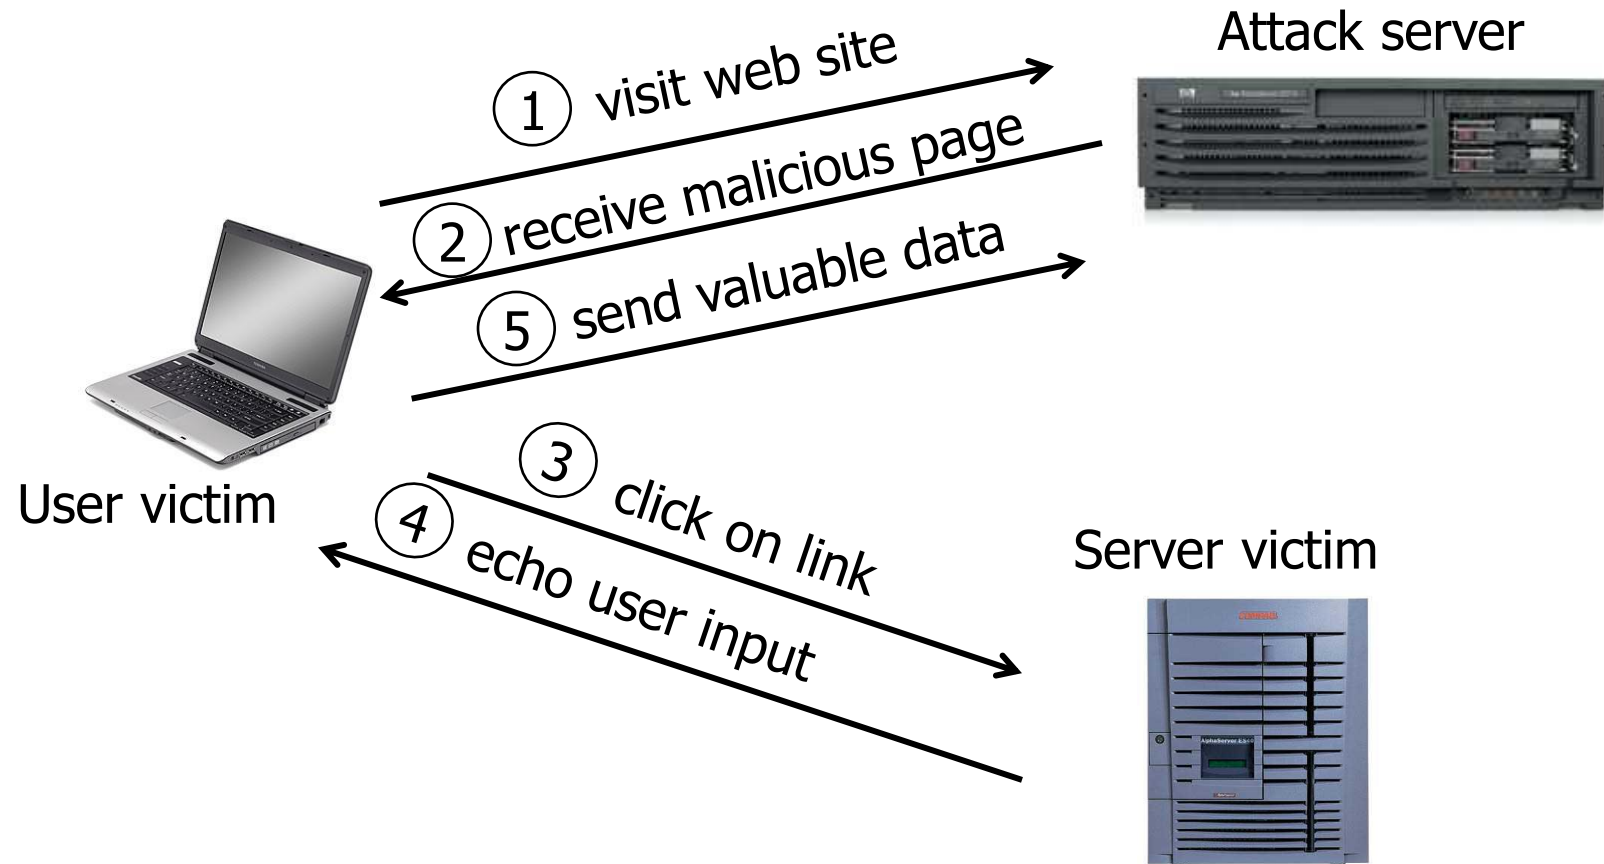 Attack server
1 visit web site
2 receive malicious page
5 send valuable data
User victim
3 click on link
4 echo user input
Server victim